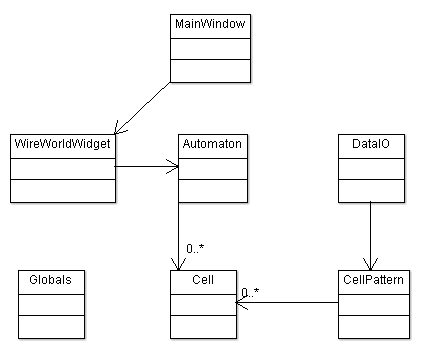 MainWindow
WireWorldWidget
Automaton
DataIO
0..*
Globals
Cell
0..*
CellPattern